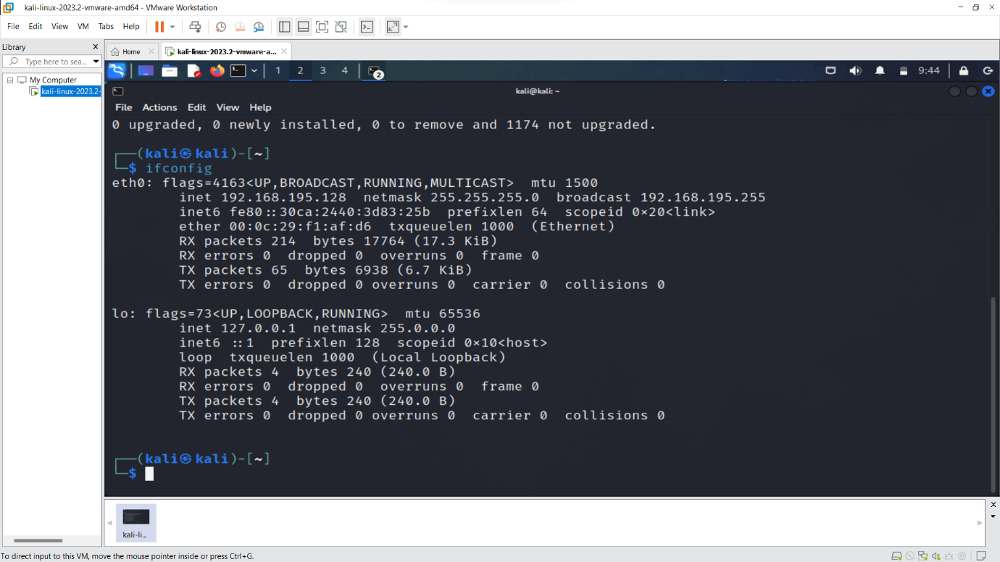 kali-linux-2023.2-vmware-amd64 - VMware Workstation
File Edit View VM Tabs Help
Library
Type here to sea...
My Computer
kali-linux-2023.2-
Home
kali-linux-2023.2-vmware-a...
1 2 3 4
2
9:44
kali@kali: ~
File Actions Edit View Help
0 upgraded, 0 newly installed, 0 to remove and 1174 not upgraded.
┌──(kali㉿kali)-[~]
└─$ ifconfig
eth0: flags=4163<UP,BROADCAST,RUNNING,MULTICAST>  mtu 1500
inet 192.168.195.128  netmask 255.255.255.0  broadcast 192.168.195.255
inet6 fe80::30ca:2440:3d83:25b  prefixlen 64  scopeid 0x20<link>
ether 00:0c:29:f1:af:d6  txqueuelen 1000  (Ethernet)
RX packets 214  bytes 17764 (17.3 KiB)
RX errors 0  dropped 0  overruns 0  frame 0
TX packets 65  bytes 6938 (6.7 KiB)
TX errors 0  dropped 0 overruns 0  carrier 0  collisions 0
lo: flags=73<UP,LOOPBACK,RUNNING>  mtu 65536
inet 127.0.0.1  netmask 255.0.0.0
inet6 ::1  prefixlen 128  scopeid 0x10<host>
loop  txqueuelen 1000  (Local Loopback)
RX packets 4  bytes 240 (240.0 B)
RX errors 0  dropped 0  overruns 0  frame 0
TX packets 4  bytes 240 (240.0 B)
TX errors 0  dropped 0 overruns 0  carrier 0  collisions 0
┌──(kali㉿kali)-[~]
└─$
kali-li...
To direct input to this VM, move the mouse pointer inside or press Ctrl+G.